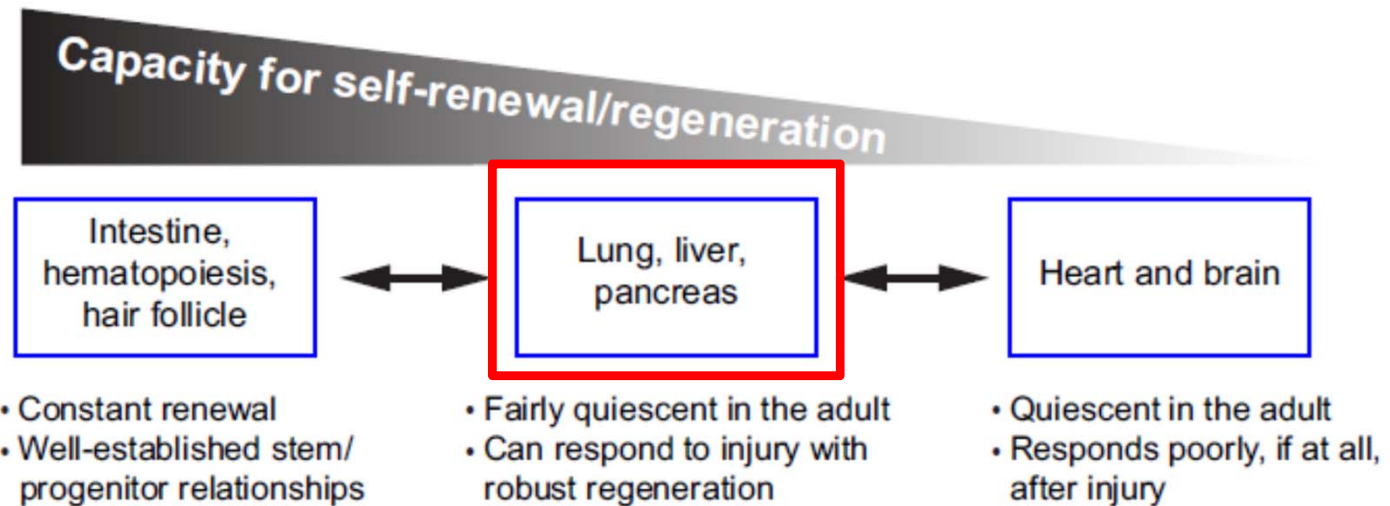 Capacity for self-renewal/regeneration
Intestine,
hematopoiesis,
hair follicle
Lung, liver,
pancreas
Heart and brain
• Constant renewal
• Well-established stem/
progenitor relationships
• Fairly quiescent in the adult
• Can respond to injury with
robust regeneration
• Quiescent in the adult
• Responds poorly, if at all,
after injury